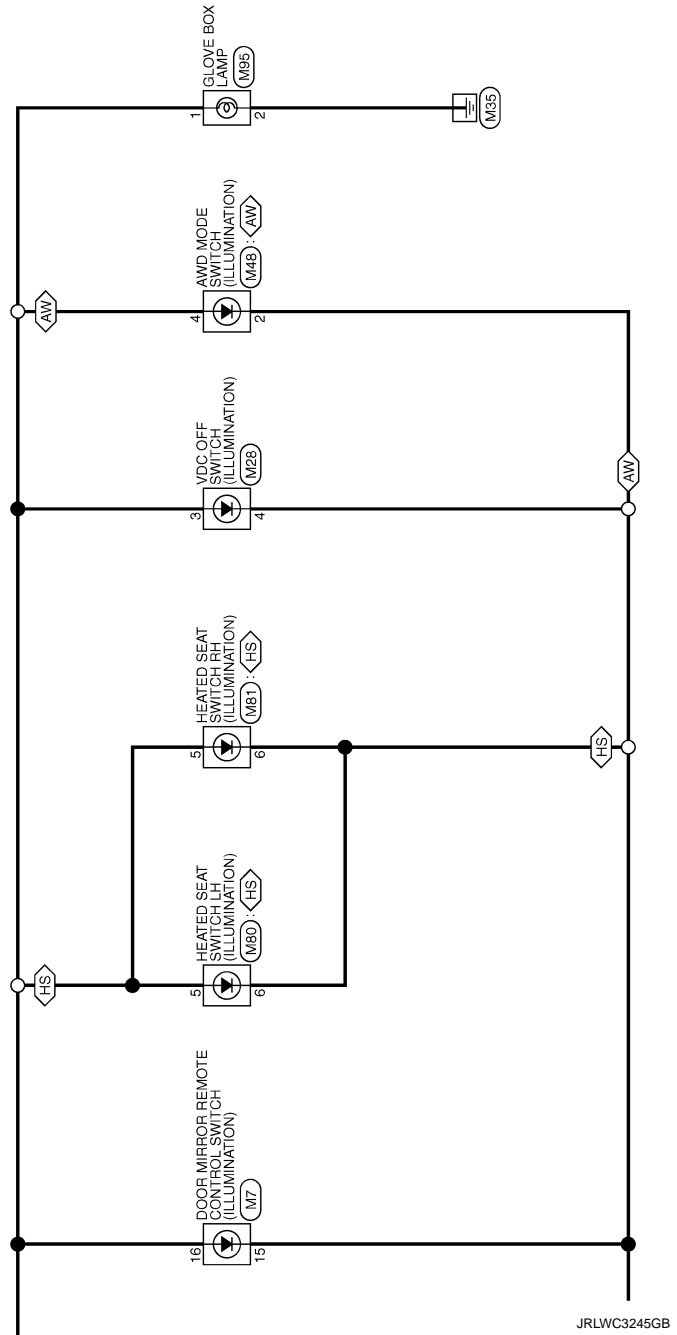 GLOVE BOX
LAMP
M95
1
2
M35
AWD MODE
SWITCH
(ILLUMINATION)
M48 : AW
AW
4
2
VDC OFF
SWITCH
(ILLUMINATION)
M28
3
4
AW
HEATED SEAT
SWITCH RH
(ILLUMINATION)
M81 : HS
5
6
HS
HEATED SEAT
SWITCH LH
(ILLUMINATION)
M80 : HS
HS
5
6
DOOR MIRROR REMOTE
CONTROL SWITCH
(ILLUMINATION)
M7
16
15
JRLWC3245GB